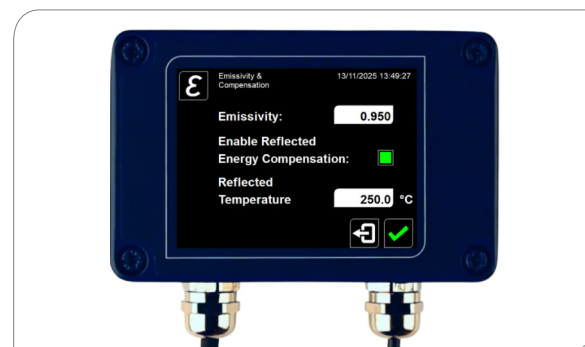 ε
Emissivity &
Compensation
13/11/2025 13:49:27
Emissivity:
0.950
Enable Reflected
Energy Compensation:
Reflected
Temperature
250.0 °C